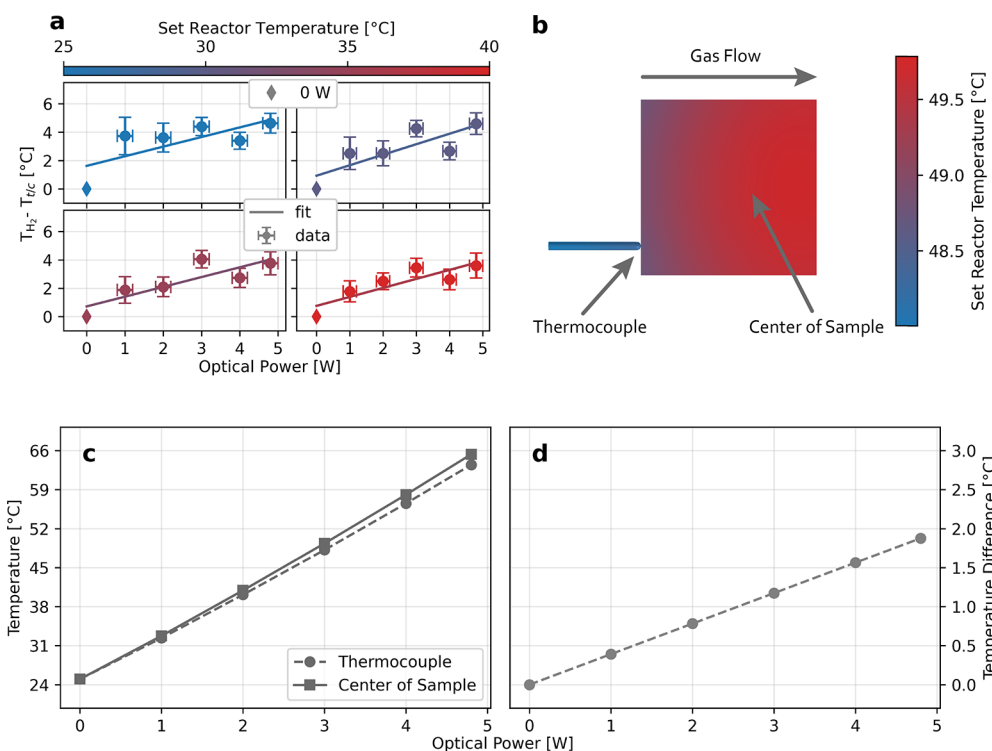 a
Set Reactor Temperature [°C]
25 30 35 40
0 W
6
4
2
0
6
4
2
0
T_H2 - T_t/c [°C]
fit
data
0 1 2 3 4 5 0 1 2 3 4 5
Optical Power [W]
b
Gas Flow
Thermocouple
Center of Sample
49.5
49.0
48.5
Set Reactor Temperature [°C]
c
66
59
52
45
38
31
24
Temperature [°C]
Thermocouple
Center of Sample
0 1 2 3 4 5
d
3.0
2.5
2.0
1.5
1.0
0.5
0.0
Temperature Difference [°C]
0 1 2 3 4 5
Optical Power [W]